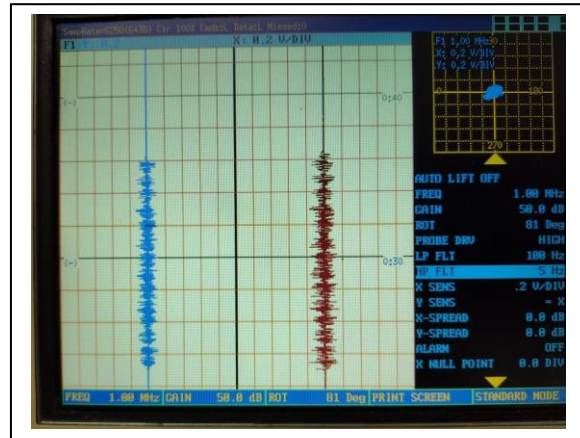 F1 Y: 0.2
X: 0.2 V/DIV
(-)
0:40
(-)
0:30
F1 1.00 MHz
X: 0.2 V/DIV
Y: 0.2 V/DIV
0
180
270
AUTO LIFT OFF
FREQ 1.00 MHz
GAIN 50.0 dB
ROT 81 Deg
PROBE DRV HIGH
LP FLT 100 Hz
HP FLT 5 Hz
X SENS .2 V/DIV
Y SENS = X
X-SPREAD 0.0 dB
Y-SPREAD 0.0 dB
ALARM OFF
X NULL POINT 0.0 DIV
FREQ 1.00 MHz GAIN 50.0 dB ROT 81 Deg PRINT SCREEN STANDARD MODE